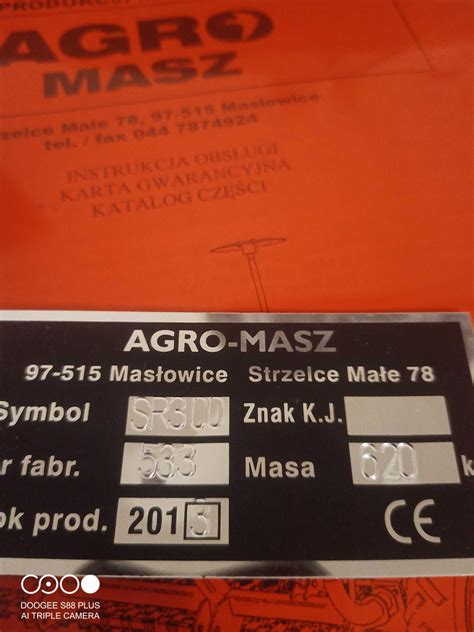 AGRO
MASZ
Strzelce Małe 78, 97-515 Masłowice
tel. / fax 044 7874924
INSTRUKCJA OBSŁUGI
KARTA GWARANCYJNA
KATALOG CZĘŚCI
AGRO-MASZ
97-515 Masłowice Strzelce Małe 78
Symbol SR300 Znak K.J.
r fabr. 533 Masa 620 k
ok prod. 2013 CE
DOOGEE S88 PLUS
AI TRIPLE CAMERA